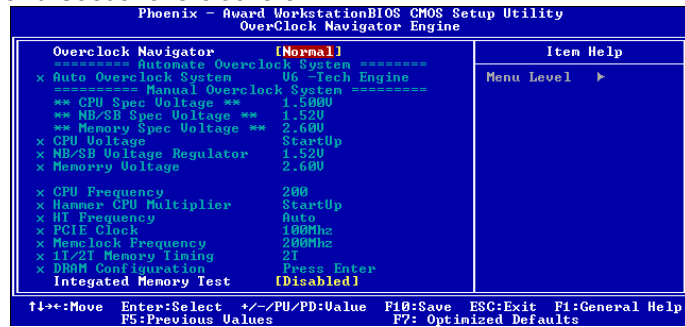 Phoenix - Award WorkstationBIOS CMOS Setup Utility
OverClock Navigator Engine
Overclock Navigator [Normal]
========= Automate Overclock System ========
x Auto Overclock System V6 -Tech Engine
========== Manual Overclock System =========
** CPU Spec Voltage ** 1.500V
** NB/SB Spec Voltage ** 1.52V
** Memory Spec Voltage ** 2.60V
x CPU Voltage StartUp
x NB/SB Voltage Regulator 1.52V
x Memorry Voltage 2.60V
x CPU Frequency 200
x Hammer CPU Multiplier StartUp
x HT Frequency Auto
x PCIE Clock 100Mhz
x Memclock Frequency 200Mhz
x 1T/2T Memory Timing 2T
x DRAM Configuration Press Enter
Integated Memory Test [Disabled]
Item Help
Menu Level ▶
↑↓→←:Move Enter:Select +/-/PU/PD:Value F10:Save ESC:Exit F1:General Help
F5:Previous Values F7: Optimized Defaults